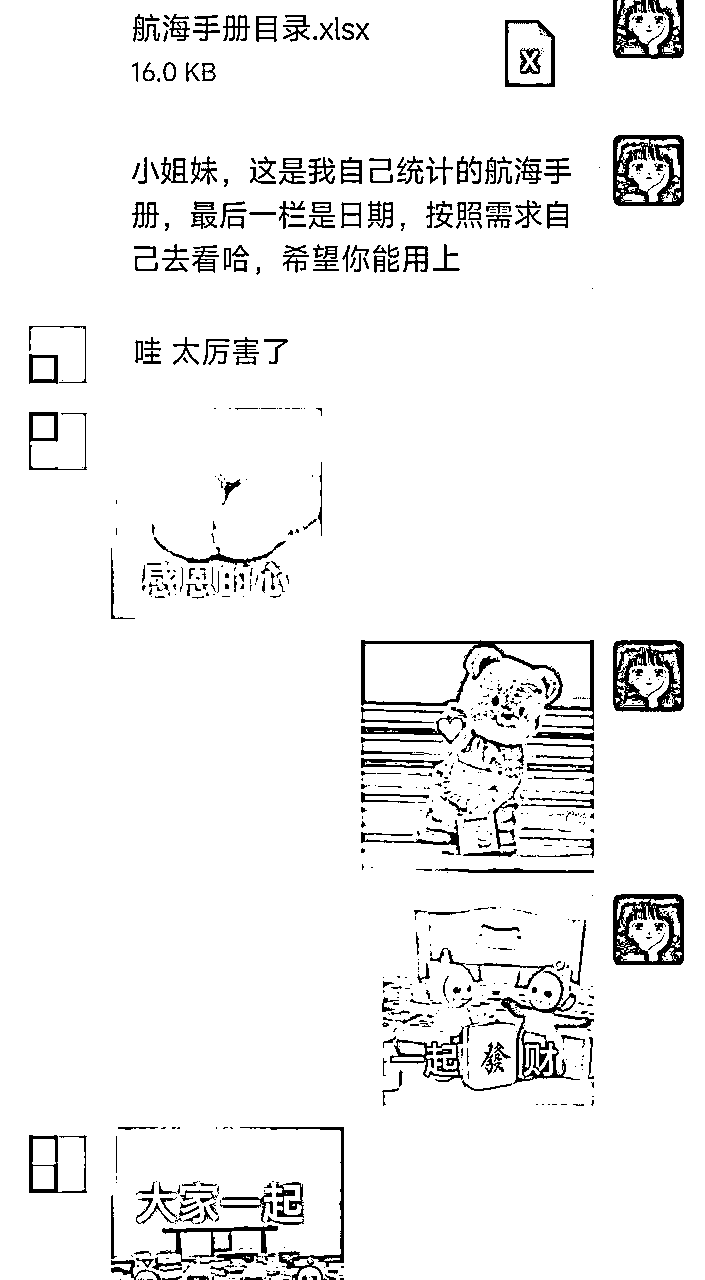 航海手册目录.xlsx
16.0 KB
X
小姐妹，这是我自己统计的航海手
册，最后一栏是日期，按照需求自
己去看哈，希望你能用上
哇 太厉害了
感恩的心
一起發财
大家一起